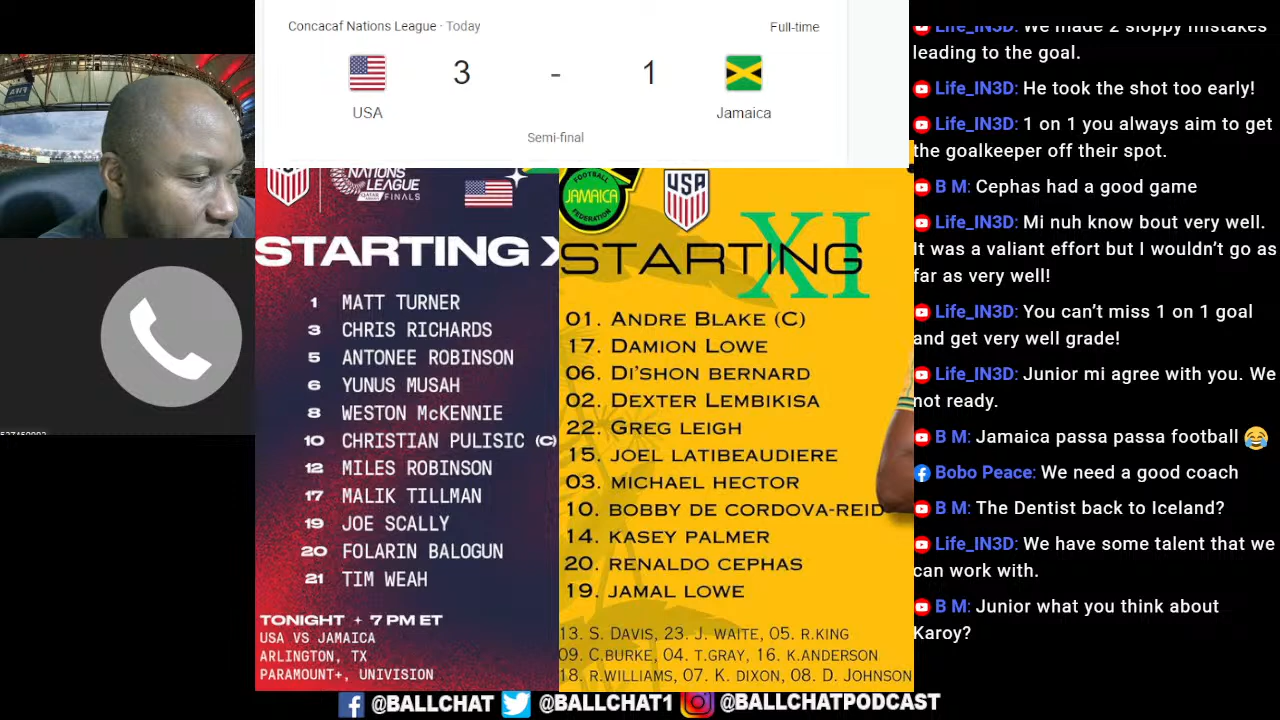 Concacaf Nations League · Today
Full-time
3 - 1
USA
Jamaica
Semi-final
NATIONS
LEAGUE
FINALS
STARTING
1 MATT TURNER
3 CHRIS RICHARDS
5 ANTONEE ROBINSON
6 YUNUS MUSAH
8 WESTON McKENNIE
10 CHRISTIAN PULISIC (C)
12 MILES ROBINSON
17 MALIK TILLMAN
19 JOE SCALLY
20 FOLARIN BALOGUN
21 TIM WEAH
TONIGHT + 7 PM ET
USA VS JAMAICA
ARLINGTON, TX
PARAMOUNT+, UNIVISION
FOOTBALL
JAMAICA
FEDERATION
USA
STARTING
XI
01. ANDRE BLAKE (C)
17. DAMION LOWE
06. DI'SHON BERNARD
02. DEXTER LEMBIKISA
22. GREG LEIGH
15. JOEL LATIBEAUDIERE
03. MICHAEL HECTOR
10. BOBBY DE CORDOVA-REID
14. KASEY PALMER
20. RENALDO CEPHAS
19. JAMAL LOWE
13. S. DAVIS, 23. J. WAITE, 05. R.KING
09. C.BURKE, 04. T.GRAY, 16. K.ANDERSON
18. R.WILLIAMS, 07. K. DIXON, 08. D. JOHNSON
Life_IN3D: We made 2 sloppy mistakes
leading to the goal.
Life_IN3D: He took the shot too early!
Life_IN3D: 1 on 1 you always aim to get
the goalkeeper off their spot.
B M: Cephas had a good game
Life_IN3D: Mi nuh know bout very well.
It was a valiant effort but I wouldn't go as
far as very well!
Life_IN3D: You can't miss 1 on 1 goal
and get very well grade!
Life_IN3D: Junior mi agree with you. We
not ready.
B M: Jamaica passa passa football 😂
Bobo Peace: We need a good coach
B M: The Dentist back to Iceland?
Life_IN3D: We have some talent that we
can work with.
B M: Junior what you think about
Karoy?
@BALLCHAT @BALLCHAT1 @BALLCHATPODCAST